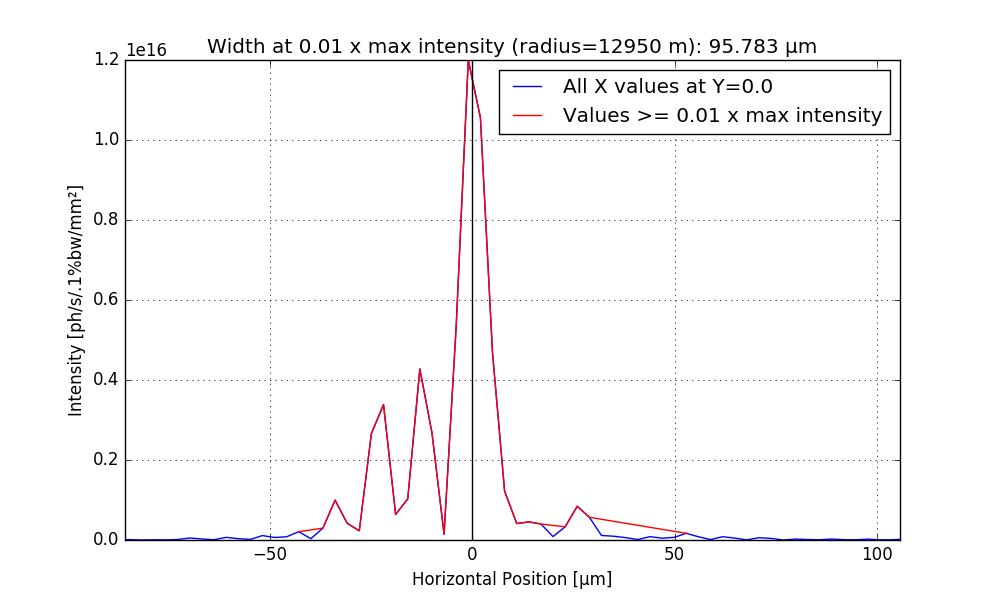 Width at 0.01 x max intensity (radius=12950 m): 95.783 µm
1e16
All X values at Y=0.0
Values >= 0.01 x max intensity
1.2
1.0
0.8
0.6
0.4
0.2
0.0
Intensity [ph/s/.1%bw/mm²]
−50
0
50
100
Horizontal Position [µm]